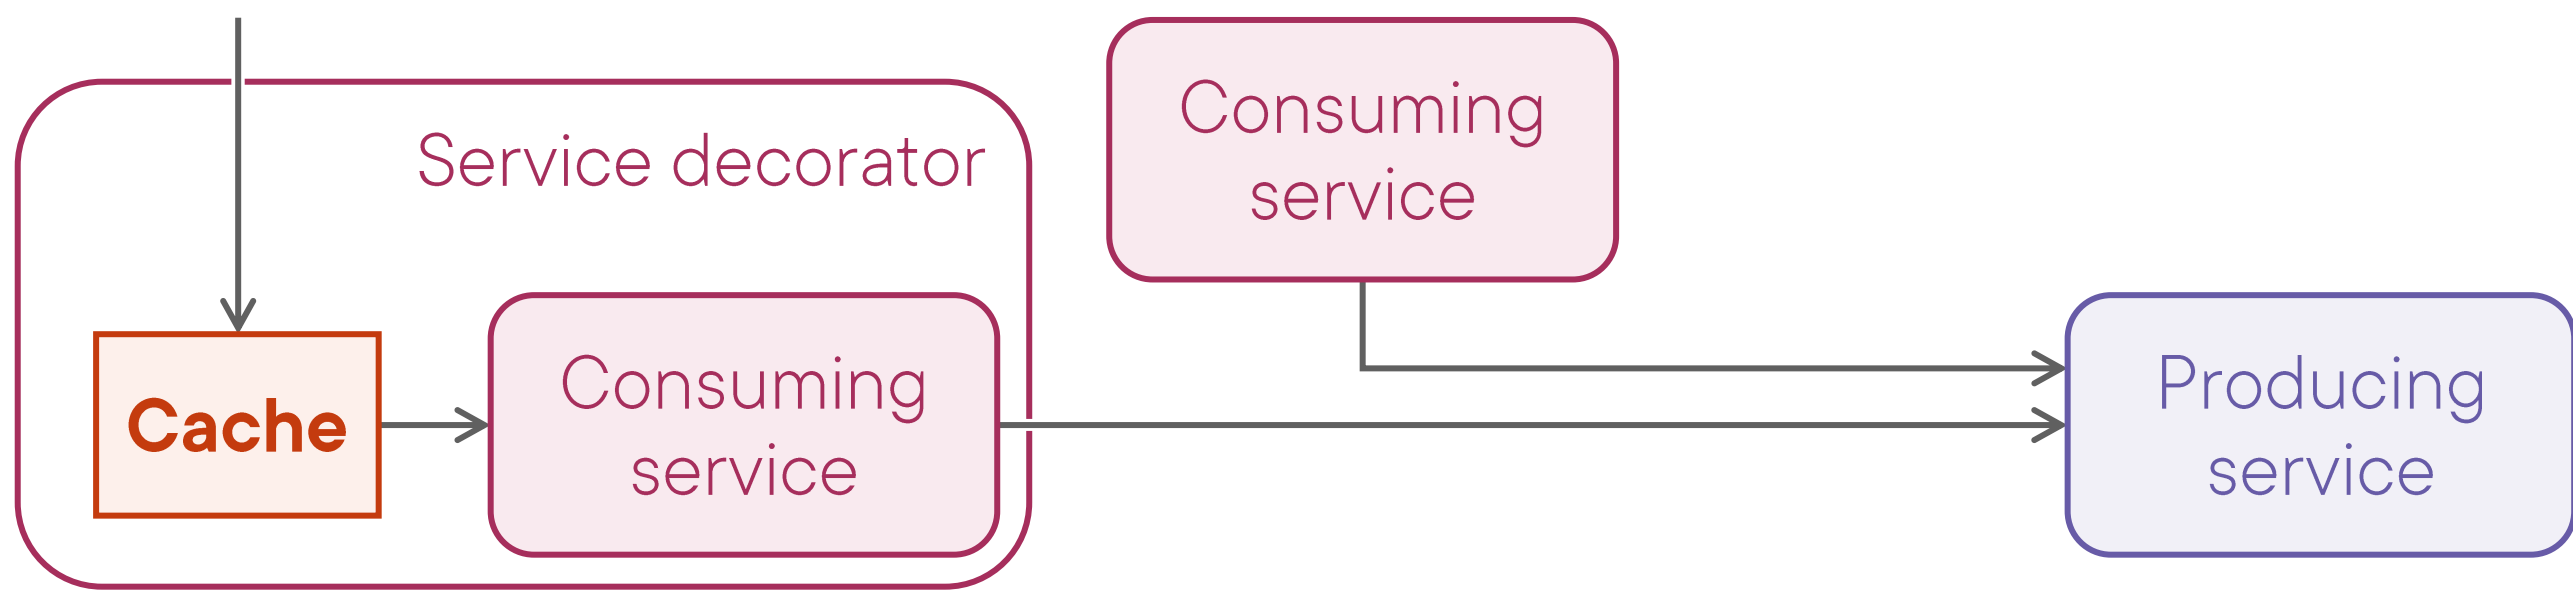 Service decorator
Cache
Consuming
service
Consuming
service
Producing
service